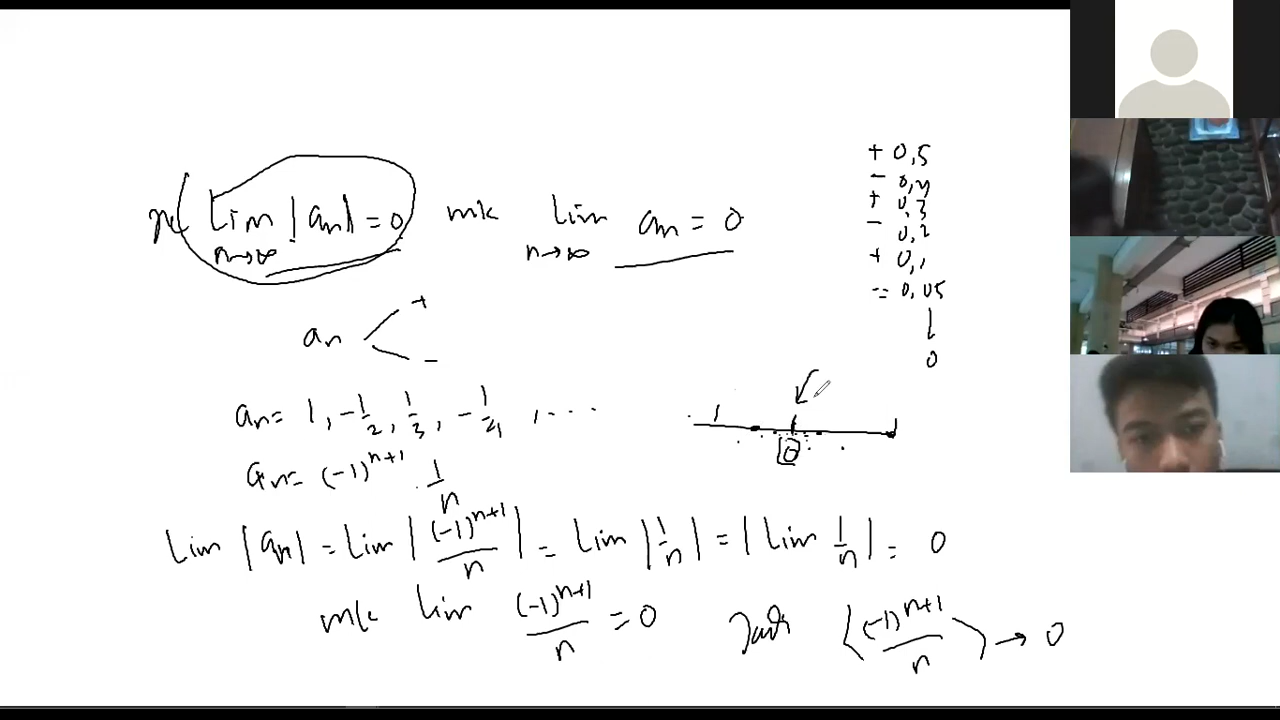 lim |an| = 0 mk lim an = 0
n→∞ n→∞
an + −
an = 1, −1/2, 1/3, −1/4, ...
an = (−1)^(n+1) . 1/n
lim |an| = lim |(−1)^(n+1)/n| = lim |1/n| = |lim 1/n| = 0
mk lim (−1)^(n+1)/n = 0 Jadi ⟨(−1)^(n+1)/n⟩ → 0
+ 0,5
− 0,4
+ 0,3
− 0,2
+ 0,1
− 0,05
↓
0
0